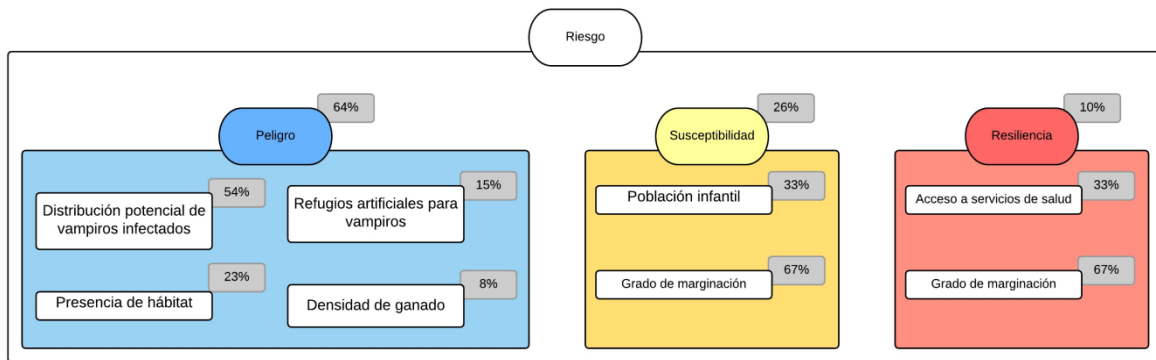 Riesgo
64%
Peligro
54%
Distribución potencial de
vampiros infectados
15%
Refugios artificiales para
vampiros
23%
Presencia de hábitat
8%
Densidad de ganado
26%
Susceptibilidad
33%
Población infantil
67%
Grado de marginación
10%
Resiliencia
33%
Acceso a servicios de salud
67%
Grado de marginación